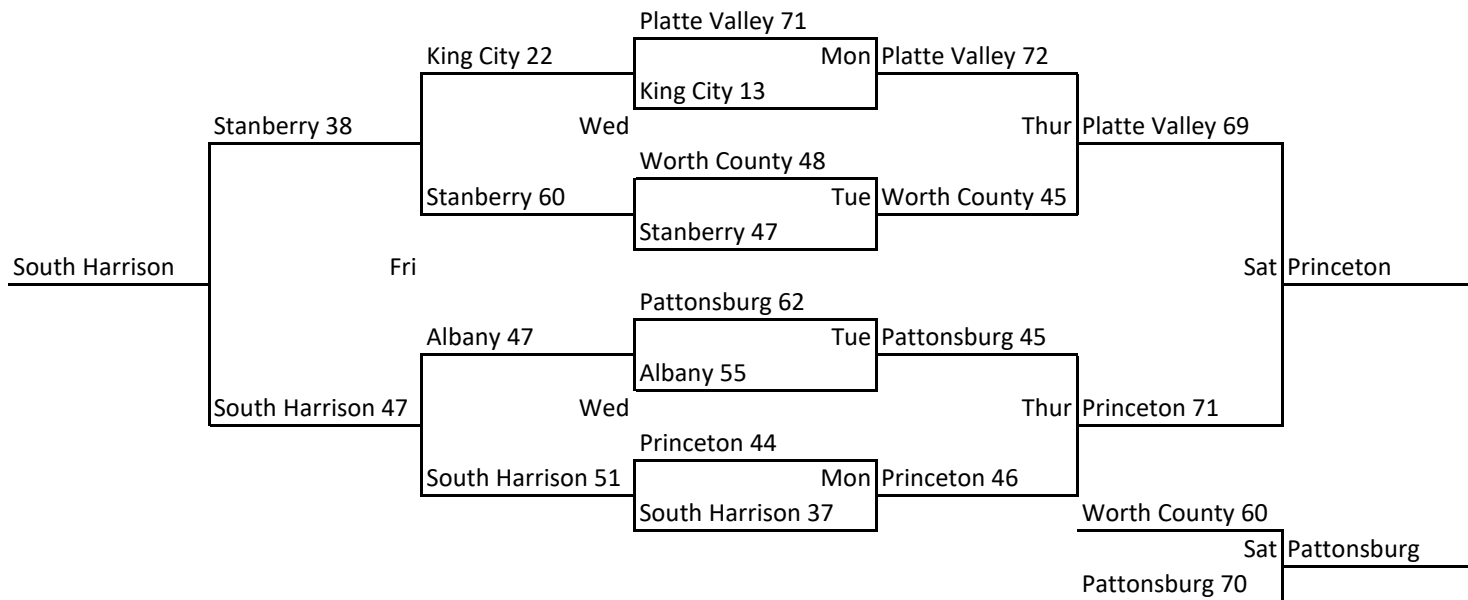 Platte Valley 71
King City 22
Mon Platte Valley 72
King City 13
Stanberry 38
Wed
Thur Platte Valley 69
Worth County 48
Stanberry 60
Tue Worth County 45
Stanberry 47
South Harrison
Fri
Sat Princeton
Pattonsburg 62
Albany 47
Tue Pattonsburg 45
Albany 55
South Harrison 47
Wed
Thur Princeton 71
Princeton 44
South Harrison 51
Mon Princeton 46
South Harrison 37
Worth County 60
Sat Pattonsburg
Pattonsburg 70